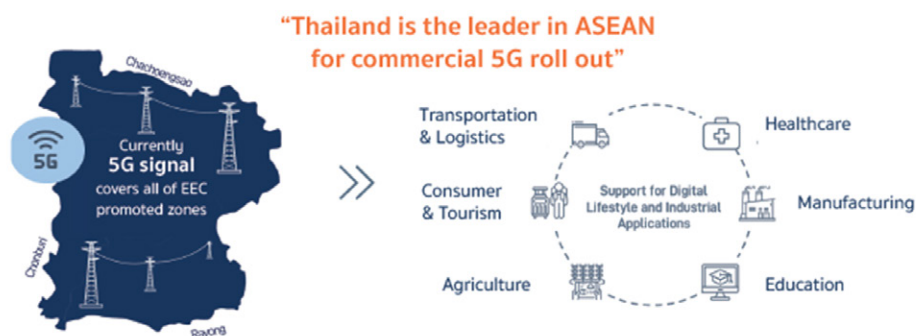 “Thailand is the leader in ASEAN
for commercial 5G roll out”
Chachoengsao
5G
Currently
5G signal
covers all of EEC
promoted zones
Chonburi
Rayong
Transportation
& Logistics
Consumer
& Tourism
Agriculture
Support for Digital
Lifestyle and Industrial
Applications
Healthcare
Manufacturing
Education